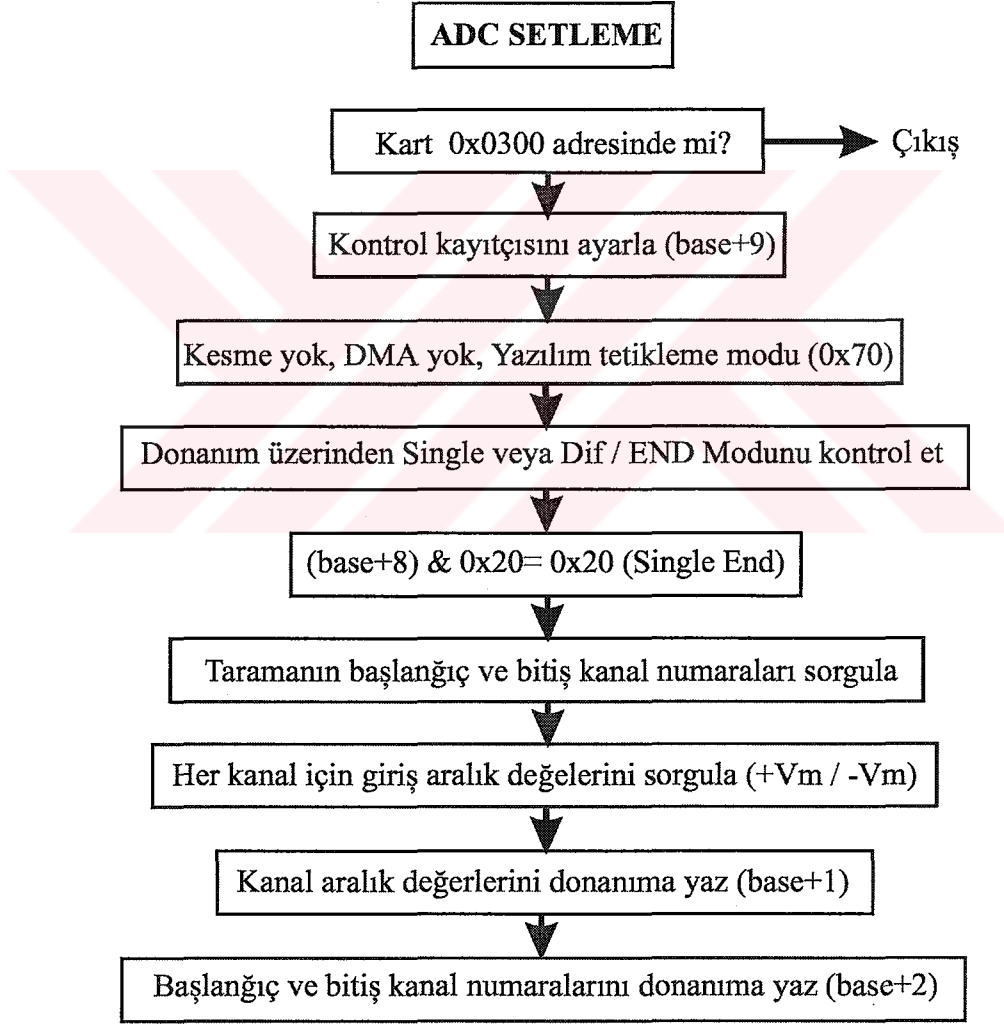 ADC SETLEME
Kart 0x0300 adresinde mi?
Çıkış
Kontrol kayıtçısını ayarla (base+9)
Kesme yok, DMA yok, Yazılım tetikleme modu (0x70)
Donanım üzerinden Single veya Dif / END Modunu kontrol et
(base+8) & 0x20= 0x20 (Single End)
Taramanın başlanğıç ve bitiş kanal numaraları sorgula
Her kanal için giriş aralık değelerini sorgula (+Vm / -Vm)
Kanal aralık değerlerini donanıma yaz (base+1)
Başlanğıç ve bitiş kanal numaralarını donanıma yaz (base+2)